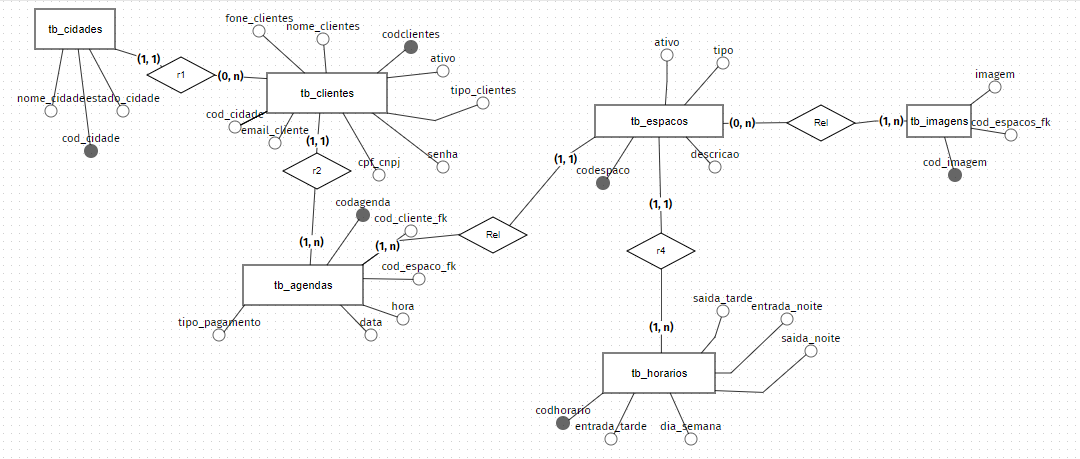 tb_cidades
(1, 1)
r1
(0, n)
nome_cidade
estado_cidade
cod_cidade
fone_clientes
nome_clientes
codclientes
ativo
tipo_clientes
tb_clientes
cod_cidade
email_cliente
(1, 1)
cpf_cnpj
senha
r2
(1, n)
codagenda
cod_cliente_fk
(1, n)
cod_espaco_fk
tb_agendas
hora
data
tipo_pagamento
Rel
(1, 1)
ativo
tipo
tb_espacos
codespaco
descricao
(0, n)
Rel
(1, n)
imagem
tb_imagens
cod_espacos_fk
cod_imagem
(1, 1)
r4
(1, n)
saida_tarde
entrada_noite
saida_noite
tb_horarios
codhorario
entrada_tarde
dia_semana